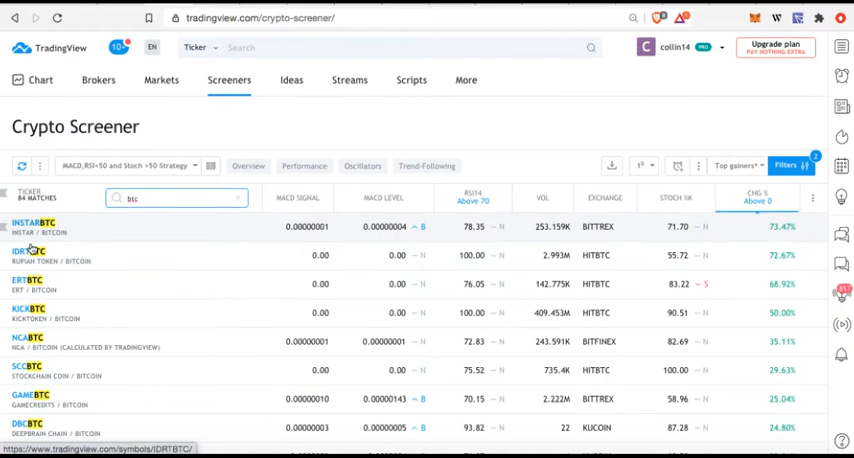 tradingview.com/crypto-screener/
TradingView 10+ EN Ticker Search C collin14 PRO Upgrade plan
PAY NOTHING EXTRA
Chart Brokers Markets Screeners Ideas Streams Scripts More
Crypto Screener
MACD,RSI<50 and Stoch >50 Strategy Overview Performance Oscillators Trend-Following 1D Top gainers* Filters 2
TICKER
84 MATCHES btc MACD SIGNAL MACD LEVEL RSI14 Above 70 VOL EXCHANGE STOCH %K CHG % Above 0
INSTARBTC 0.00000001 0.00000004 B 78.35 – N 253.159K BITTREX 71.70 – N 73.47%
INSTAR / BITCOIN
IDRTBTC 0.00 0.00 – N 100.00 – N 2.993M HITBTC 55.72 – N 72.67%
RUPIAH TOKEN / BITCOIN
ERTBTC 0.00 0.00 – N 76.05 – N 142.775K HITBTC 83.22 S 68.92%
ERT / BITCOIN
KICKBTC 0.00 0.00 – N 100.00 – N 409.453M HITBTC 90.51 – N 50.00%
KICKTOKEN / BITCOIN
NCABTC 0.00000001 0.00000001 – N 72.83 – N 243.591K BITFINEX 82.69 – N 35.11%
NCA / BITCOIN (CALCULATED BY TRADINGVIEW)
SCCBTC 0.00 0.00 – N 75.52 – N 735.4K HITBTC 100.00 – N 29.63%
STOCKCHAIN COIN / BITCOIN
GAMEBTC 0.00000001 0.00000143 B 70.15 – N 2.222M BITTREX 58.96 – N 25.04%
GAMECREDITS / BITCOIN
DBCBTC 0.00000003 0.00000005 B 93.82 – N 22 KUCOIN 87.28 – N 24.80%
DEEPBRAIN CHAIN / BITCOIN
https://www.tradingview.com/symbols/IDRTBTC/
857